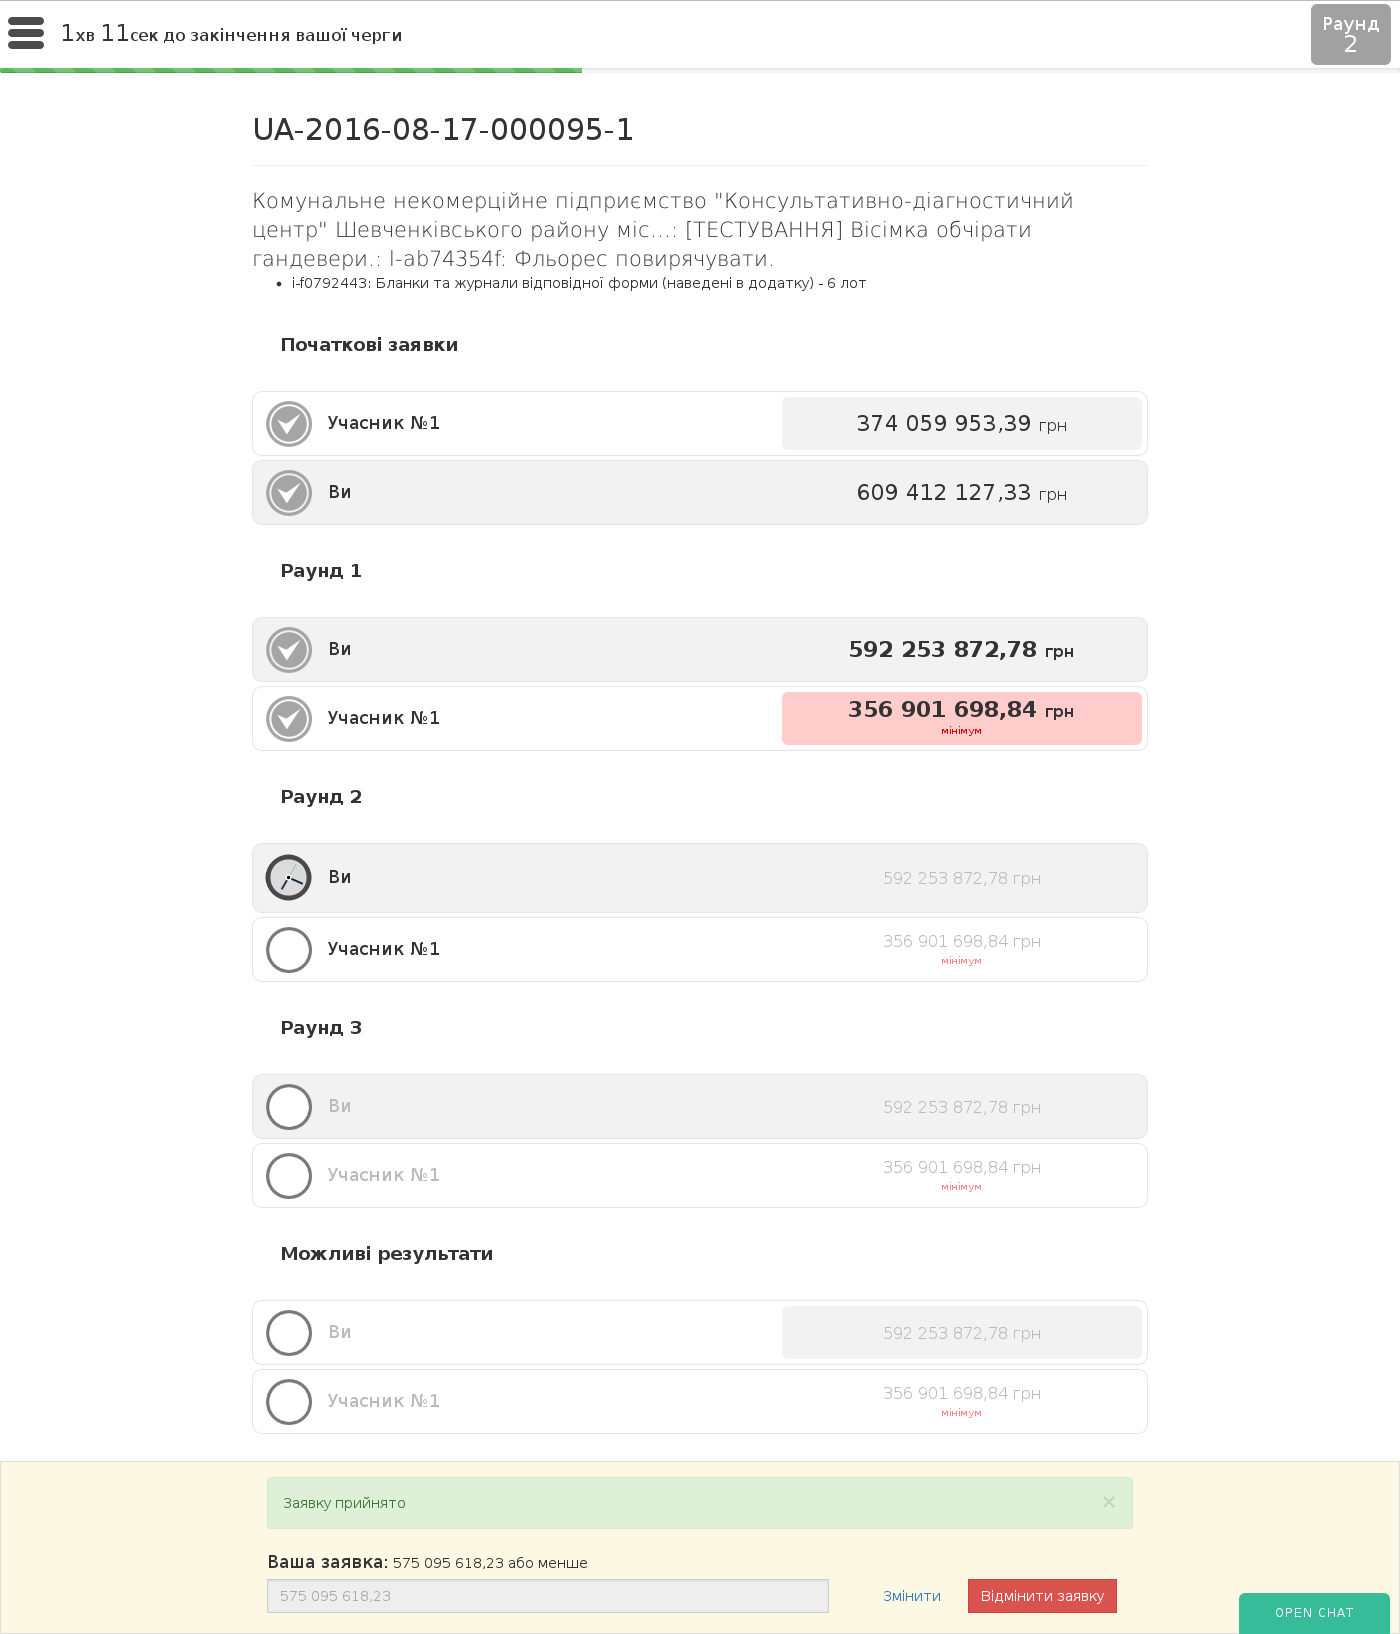 1хв 11сек до закінчення вашої черги
Раунд
2
UA-2016-08-17-000095-1
Комунальне некомерційне підприємство "Консультативно-діагностичний
центр" Шевченківського району міс...: [ТЕСТУВАННЯ] Вісімка обчірати
гандевери.: l-ab74354f: Фльорес повирячувати.
i-f0792443: Бланки та журнали відповідної форми (наведені в додатку) - 6 лот
Початкові заявки
Учасник №1 374 059 953,39 грн
Ви 609 412 127,33 грн
Раунд 1
Ви 592 253 872,78 грн
Учасник №1 356 901 698,84 грн
мінімум
Раунд 2
Ви 592 253 872,78 грн
Учасник №1 356 901 698,84 грн
мінімум
Раунд 3
Ви 592 253 872,78 грн
Учасник №1 356 901 698,84 грн
мінімум
Можливі результати
Ви 592 253 872,78 грн
Учасник №1 356 901 698,84 грн
мінімум
Заявку прийнято ×
Ваша заявка: 575 095 618,23 або менше
575 095 618,23 Змінити Відмінити заявку
OPEN CHAT